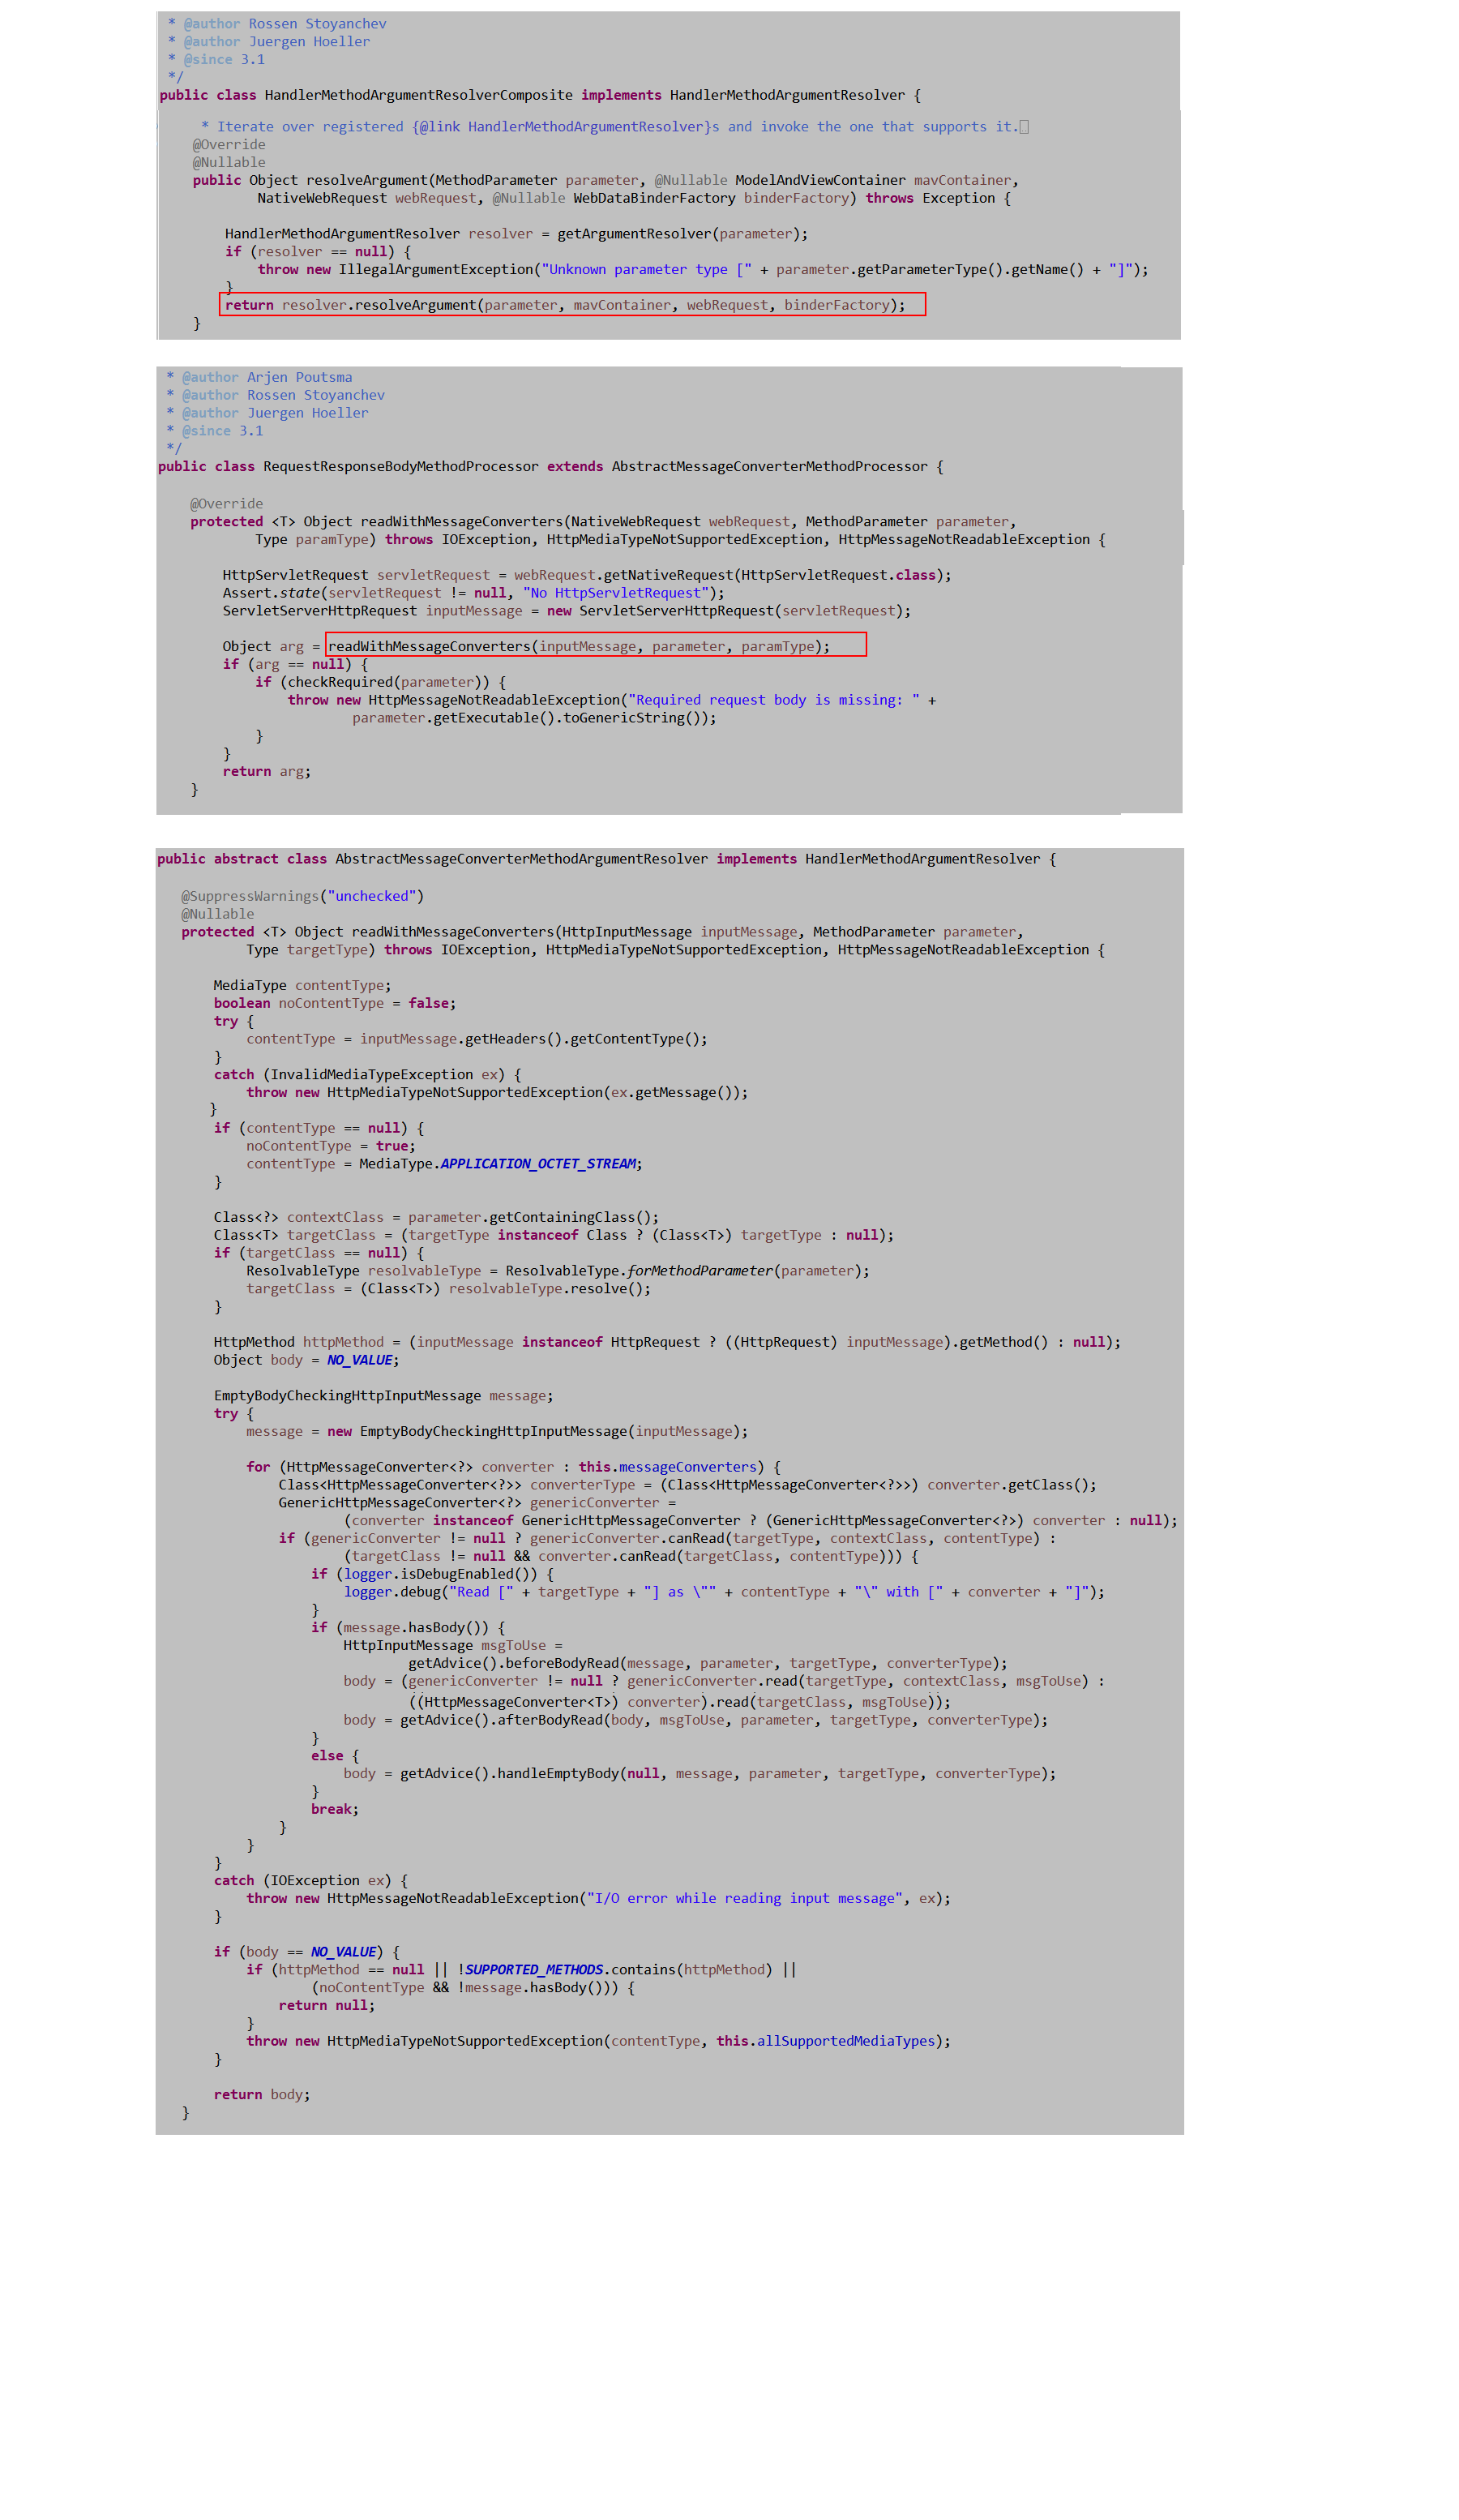 * @author Rossen Stoyanchev
* @author Juergen Hoeller
* @since 3.1
*/
public class HandlerMethodArgumentResolverComposite implements HandlerMethodArgumentResolver {
* Iterate over registered {@link HandlerMethodArgumentResolver}s and invoke the one that supports it.
@Override
@Nullable
public Object resolveArgument(MethodParameter parameter, @Nullable ModelAndViewContainer mavContainer,
NativeWebRequest webRequest, @Nullable WebDataBinderFactory binderFactory) throws Exception {
HandlerMethodArgumentResolver resolver = getArgumentResolver(parameter);
if (resolver == null) {
throw new IllegalArgumentException("Unknown parameter type [" + parameter.getParameterType().getName() + "]");
}
return resolver.resolveArgument(parameter, mavContainer, webRequest, binderFactory);
}
* @author Arjen Poutsma
* @author Rossen Stoyanchev
* @author Juergen Hoeller
* @since 3.1
*/
public class RequestResponseBodyMethodProcessor extends AbstractMessageConverterMethodProcessor {
@Override
protected <T> Object readWithMessageConverters(NativeWebRequest webRequest, MethodParameter parameter,
Type paramType) throws IOException, HttpMediaTypeNotSupportedException, HttpMessageNotReadableException {
HttpServletRequest servletRequest = webRequest.getNativeRequest(HttpServletRequest.class);
Assert.state(servletRequest != null, "No HttpServletRequest");
ServletServerHttpRequest inputMessage = new ServletServerHttpRequest(servletRequest);
Object arg = readWithMessageConverters(inputMessage, parameter, paramType);
if (arg == null) {
if (checkRequired(parameter)) {
throw new HttpMessageNotReadableException("Required request body is missing: " +
parameter.getExecutable().toGenericString());
}
}
return arg;
}
public abstract class AbstractMessageConverterMethodArgumentResolver implements HandlerMethodArgumentResolver {
@SuppressWarnings("unchecked")
@Nullable
protected <T> Object readWithMessageConverters(HttpInputMessage inputMessage, MethodParameter parameter,
Type targetType) throws IOException, HttpMediaTypeNotSupportedException, HttpMessageNotReadableException {
MediaType contentType;
boolean noContentType = false;
try {
contentType = inputMessage.getHeaders().getContentType();
}
catch (InvalidMediaTypeException ex) {
throw new HttpMediaTypeNotSupportedException(ex.getMessage());
}
if (contentType == null) {
noContentType = true;
contentType = MediaType.APPLICATION_OCTET_STREAM;
}
Class<?> contextClass = parameter.getContainingClass();
Class<T> targetClass = (targetType instanceof Class ? (Class<T>) targetType : null);
if (targetClass == null) {
ResolvableType resolvableType = ResolvableType.forMethodParameter(parameter);
targetClass = (Class<T>) resolvableType.resolve();
}
HttpMethod httpMethod = (inputMessage instanceof HttpRequest ? ((HttpRequest) inputMessage).getMethod() : null);
Object body = NO_VALUE;
EmptyBodyCheckingHttpInputMessage message;
try {
message = new EmptyBodyCheckingHttpInputMessage(inputMessage);
for (HttpMessageConverter<?> converter : this.messageConverters) {
Class<HttpMessageConverter<?>> converterType = (Class<HttpMessageConverter<?>>) converter.getClass();
GenericHttpMessageConverter<?> genericConverter =
(converter instanceof GenericHttpMessageConverter ? (GenericHttpMessageConverter<?>) converter : null);
if (genericConverter != null ? genericConverter.canRead(targetType, contextClass, contentType) :
(targetClass != null && converter.canRead(targetClass, contentType))) {
if (logger.isDebugEnabled()) {
logger.debug("Read [" + targetType + "] as \"" + contentType + "\" with [" + converter + "]");
}
if (message.hasBody()) {
HttpInputMessage msgToUse =
getAdvice().beforeBodyRead(message, parameter, targetType, converterType);
body = (genericConverter != null ? genericConverter.read(targetType, contextClass, msgToUse) :
((HttpMessageConverter<T>) converter).read(targetClass, msgToUse));
body = getAdvice().afterBodyRead(body, msgToUse, parameter, targetType, converterType);
}
else {
body = getAdvice().handleEmptyBody(null, message, parameter, targetType, converterType);
}
break;
}
}
}
catch (IOException ex) {
throw new HttpMessageNotReadableException("I/O error while reading input message", ex);
}
if (body == NO_VALUE) {
if (httpMethod == null || !SUPPORTED_METHODS.contains(httpMethod) ||
(noContentType && !message.hasBody())) {
return null;
}
throw new HttpMediaTypeNotSupportedException(contentType, this.allSupportedMediaTypes);
}
return body;
}